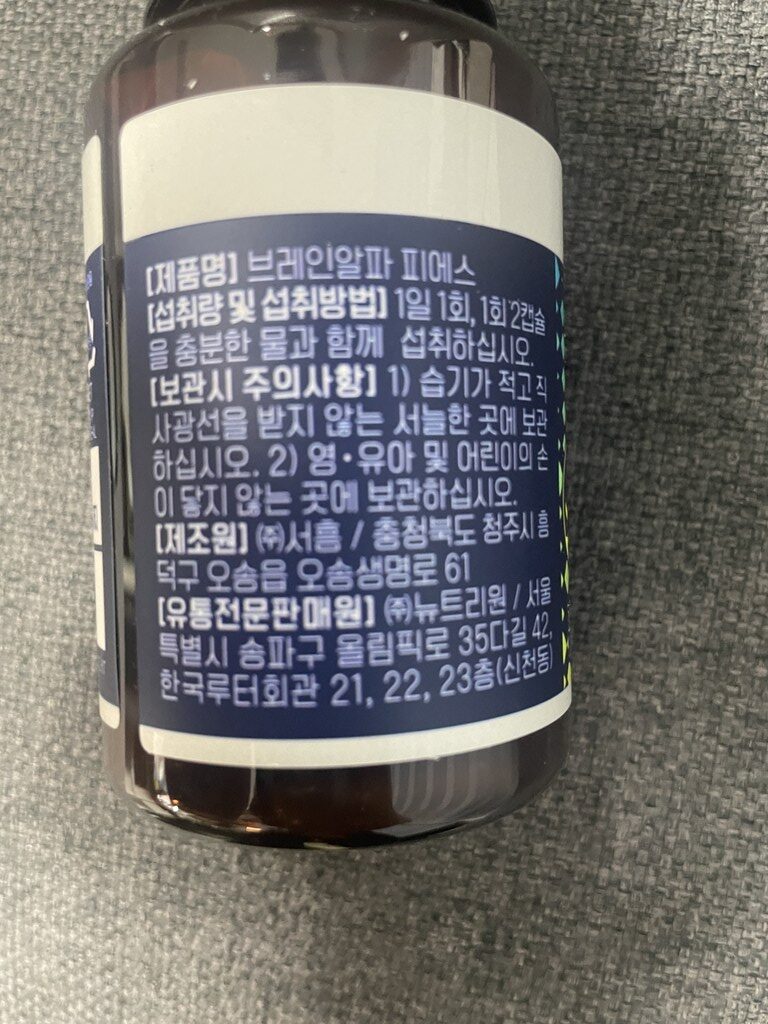 [제품명] 브레인알파 피에스
[섭취량 및 섭취방법] 1일 1회, 1회 2캡슐
을 충분한 물과 함께 섭취하십시오.
[보관시 주의사항] 1) 습기가 적고 직
사광선을 받지 않는 서늘한 곳에 보관
하십시오. 2) 영·유아 및 어린이의 손
이 닿지 않는 곳에 보관하십시오.
[제조원] ㈜서흥 / 충청북도 청주시 흥
덕구 오송읍 오송생명로 61
[유통전문판매원] ㈜뉴트리원 / 서울
특별시 송파구 올림픽로 35다길 42,
한국루터회관 21, 22, 23층(신천동)